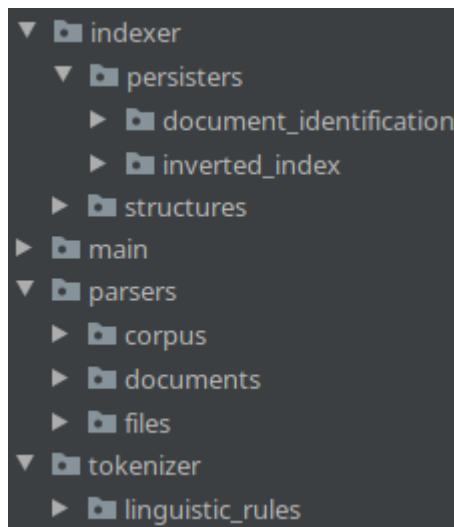 indexer
persisters
document_identification
inverted_index
structures
main
parsers
corpus
documents
files
tokenizer
linguistic_rules